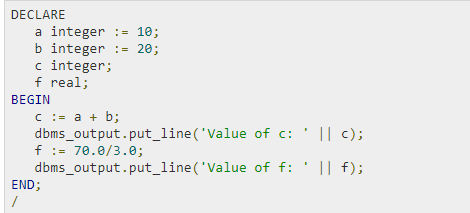 DECLARE
   a integer := 10;
   b integer := 20;
   c integer;
   f real;
BEGIN
   c := a + b;
   dbms_output.put_line('Value of c: ' || c);
   f := 70.0/3.0;
   dbms_output.put_line('Value of f: ' || f);
END;
/